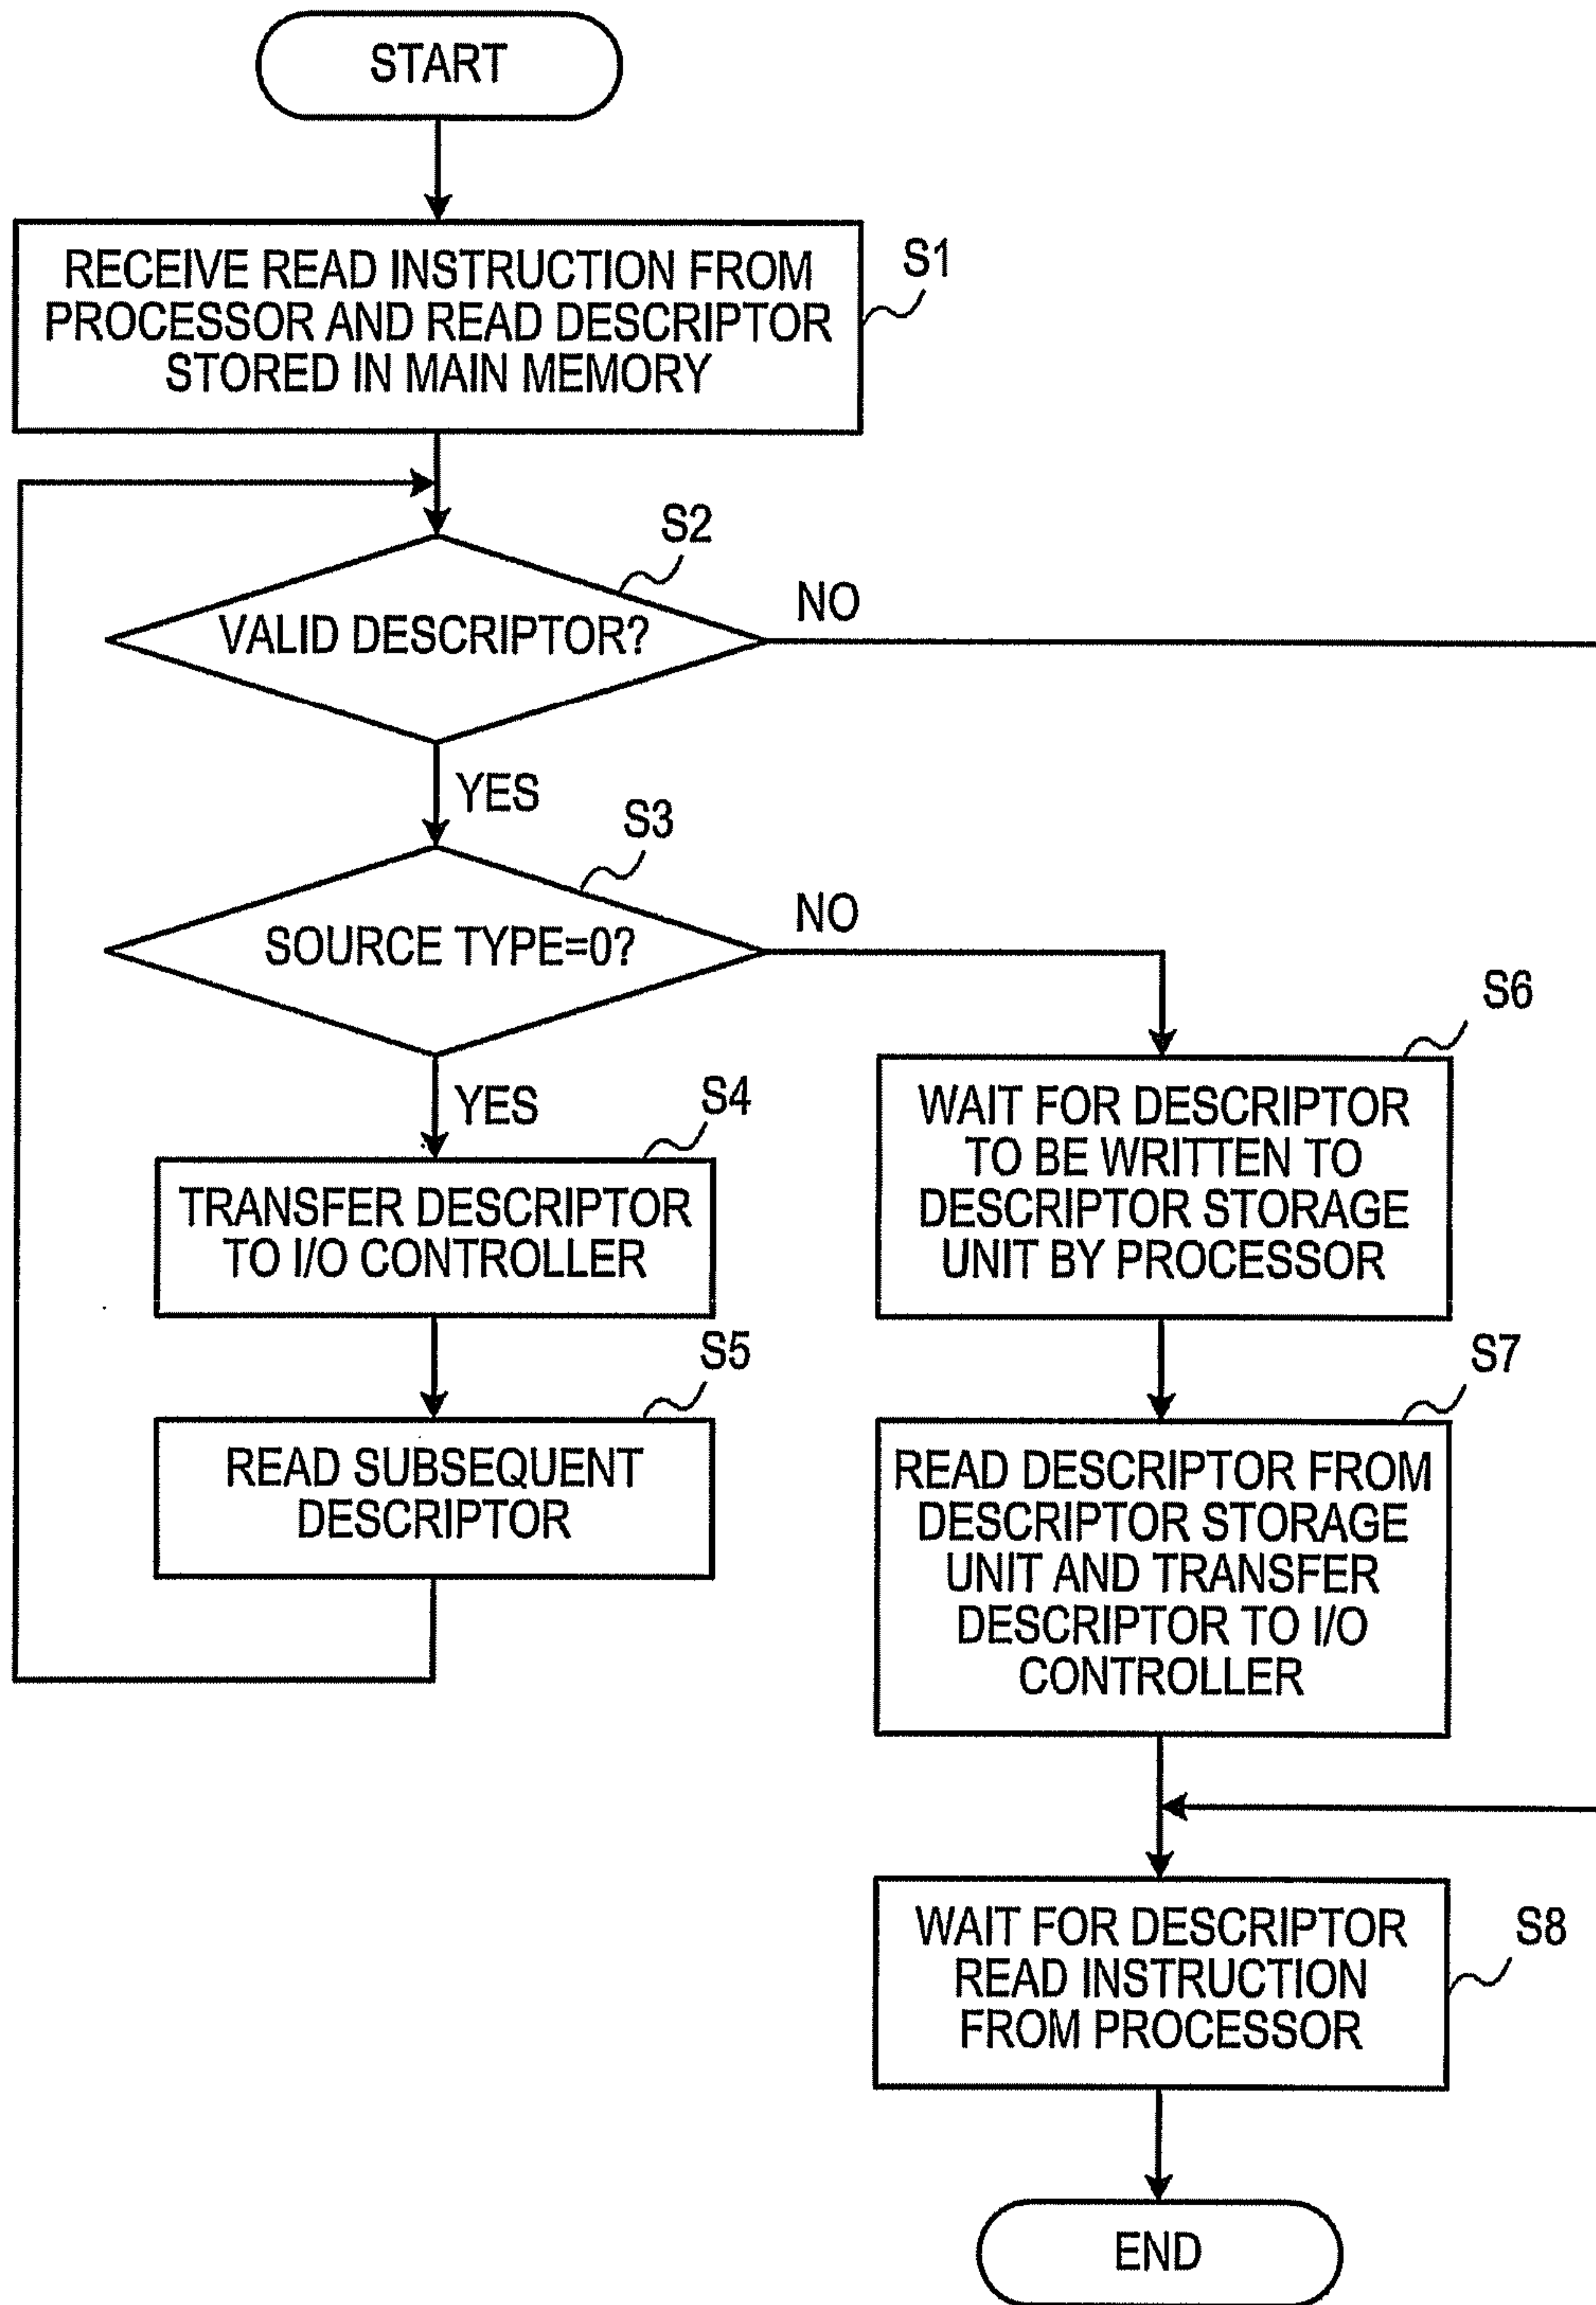 START
RECEIVE READ INSTRUCTION FROM
PROCESSOR AND READ DESCRIPTOR
STORED IN MAIN MEMORY
S1
S2
VALID DESCRIPTOR?
NO
YES
S3
SOURCE TYPE=0?
NO
YES
S4
TRANSFER DESCRIPTOR
TO I/O CONTROLLER
S5
READ SUBSEQUENT
DESCRIPTOR
S6
WAIT FOR DESCRIPTOR
TO BE WRITTEN TO
DESCRIPTOR STORAGE
UNIT BY PROCESSOR
S7
READ DESCRIPTOR FROM
DESCRIPTOR STORAGE
UNIT AND TRANSFER
DESCRIPTOR TO I/O
CONTROLLER
WAIT FOR DESCRIPTOR
READ INSTRUCTION
FROM PROCESSOR
S8
END